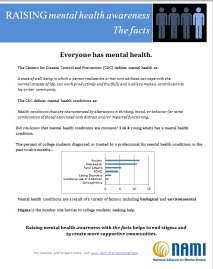 RAISING mental health awareness
The facts
Everyone has mental health.
The Centers for Disease Control and Prevention (CDC) defines mental health as:
A state of well-being in which a person realizes his or her own abilities can cope with the
normal stresses of life, can work productively and fruitfully and is able to make a contribution to
his or her community.
The CDC defines mental health conditions as:
Health conditions that are characterized by alterations in thinking, mood, or behavior (or some
combination thereof) associated with distress and/or impaired functioning.
Did you know that mental health conditions are common? 1 in 4 young adults has a mental health
condition.
The percent of college students diagnosed or treated by a professional for mental health conditions in the
past twelve months...
Anxiety
Depression
Panic Attacks
ADHD
Eating Disorders
Substance Use or Addiction
Schizophrenia
0 5 10 15
Mental health conditions are a result of a variety of factors, including biological and environmental
Stigma is the number one barrier to college students seeking help.
Raising mental health awareness with the facts helps to end stigma and
to create more supportive communities.
NAMI
National Alliance on Mental Illness